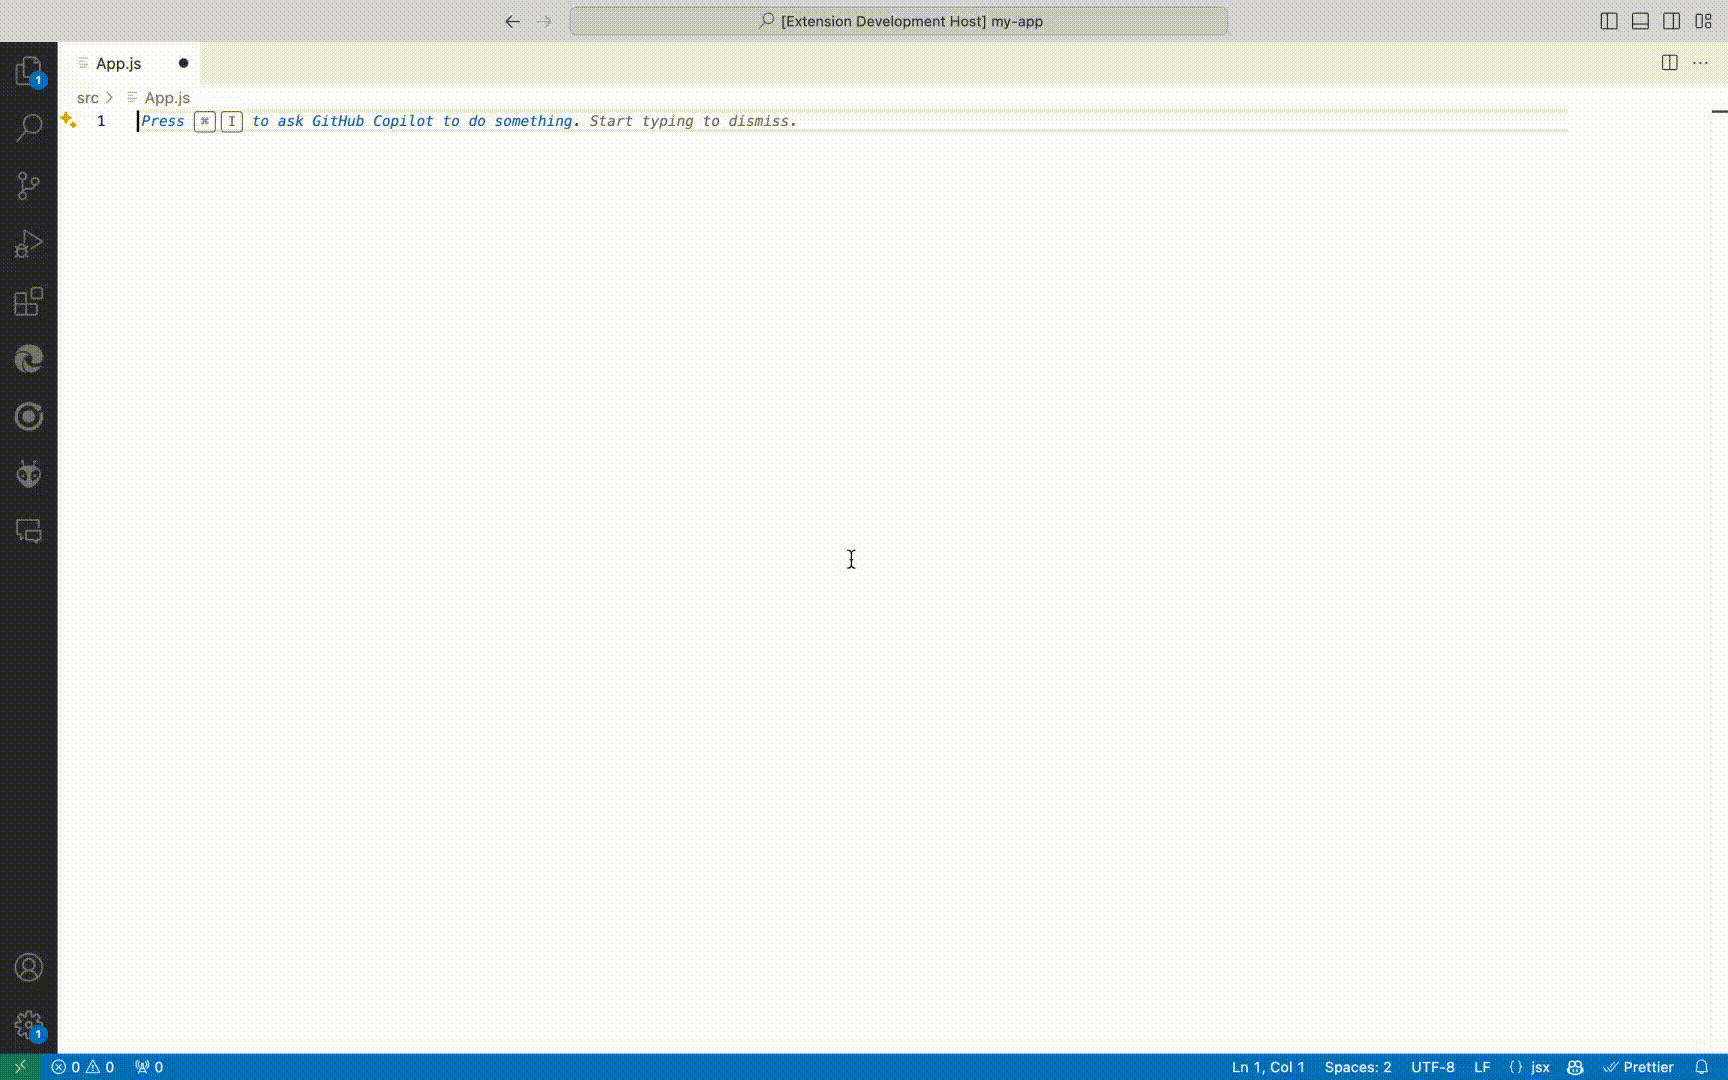 [Extension Development Host] my-app
1
App.js
src > App.js
1 Press ⌘ I to ask GitHub Copilot to do something. Start typing to dismiss.
1
0 0 0 Ln 1, Col 1 Spaces: 2 UTF-8 LF { } jsx Prettier